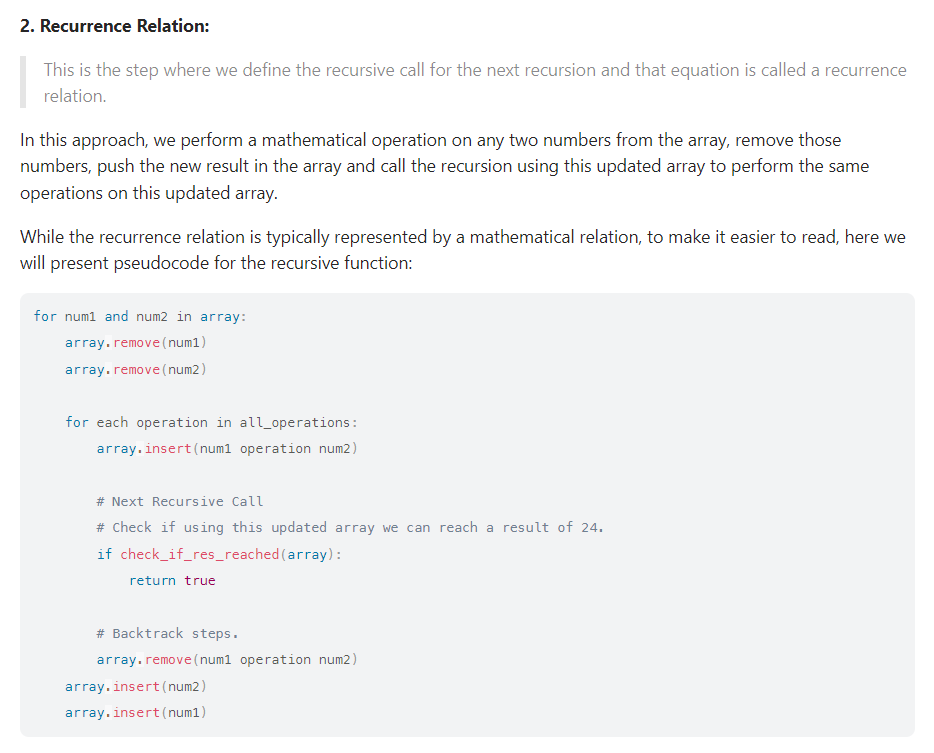 2. Recurrence Relation:
This is the step where we define the recursive call for the next recursion and that equation is called a recurrence
relation.
In this approach, we perform a mathematical operation on any two numbers from the array, remove those
numbers, push the new result in the array and call the recursion using this updated array to perform the same
operations on this updated array.
While the recurrence relation is typically represented by a mathematical relation, to make it easier to read, here we
will present pseudocode for the recursive function:
for num1 and num2 in array:
    array.remove(num1)
    array.remove(num2)
    for each operation in all_operations:
        array.insert(num1 operation num2)
        # Next Recursive Call
        # Check if using this updated array we can reach a result of 24.
        if check_if_res_reached(array):
            return true
        # Backtrack steps.
        array.remove(num1 operation num2)
    array.insert(num2)
    array.insert(num1)